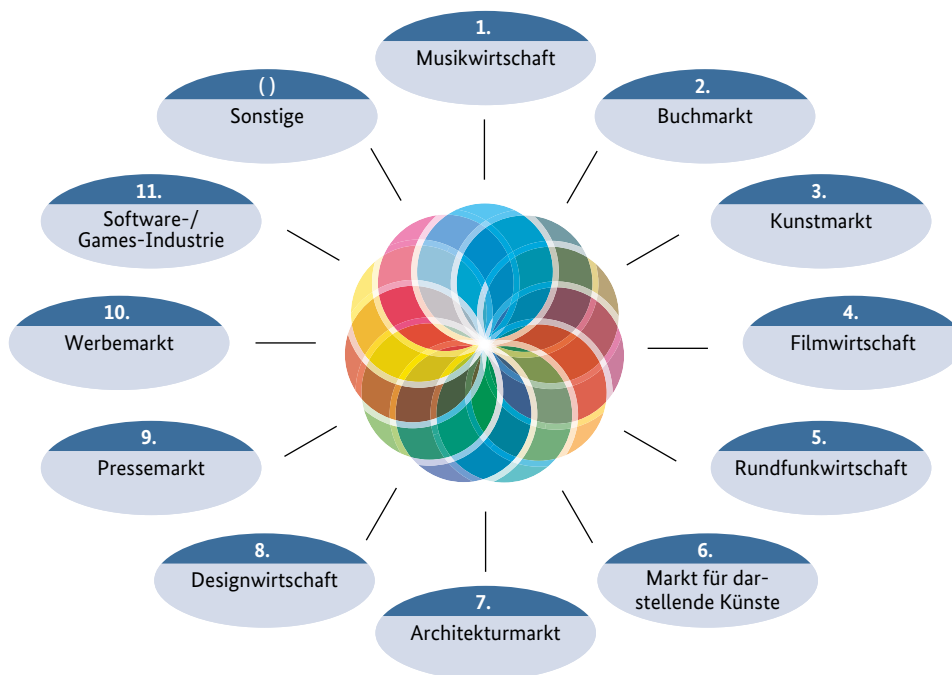 1.
Musikwirtschaft
2.
Buchmarkt
3.
Kunstmarkt
4.
Filmwirtschaft
5.
Rundfunkwirtschaft
6.
Markt für dar-
stellende Künste
7.
Architekturmarkt
8.
Designwirtschaft
9.
Pressemarkt
10.
Werbemarkt
11.
Software-/
Games-Industrie
( )
Sonstige